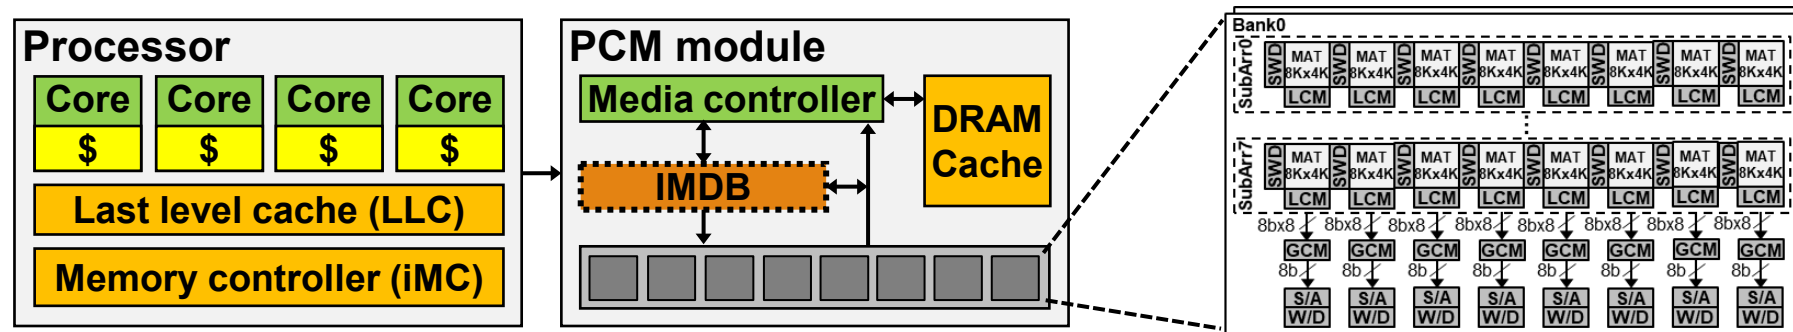 Processor
Core Core Core Core
$ $ $ $
Last level cache (LLC)
Memory controller (iMC)
PCM module
Media controller
DRAM
Cache
IMDB
Bank0
SubArr0
SWD SWD SWD SWD SWD SWD SWD SWD
MAT MAT MAT MAT MAT MAT MAT MAT
8Kx4K 8Kx4K 8Kx4K 8Kx4K 8Kx4K 8Kx4K 8Kx4K 8Kx4K
LCM LCM LCM LCM LCM LCM LCM LCM
SubArr7
SWD SWD SWD SWD SWD SWD SWD SWD
MAT MAT MAT MAT MAT MAT MAT MAT
8Kx4K 8Kx4K 8Kx4K 8Kx4K 8Kx4K 8Kx4K 8Kx4K 8Kx4K
LCM LCM LCM LCM LCM LCM LCM LCM
8bx8 8bx8 8bx8 8bx8 8bx8 8bx8 8bx8 8bx8
GCM GCM GCM GCM GCM GCM GCM GCM
8b 8b 8b 8b 8b 8b 8b 8b
S/A S/A S/A S/A S/A S/A S/A S/A
W/D W/D W/D W/D W/D W/D W/D W/D